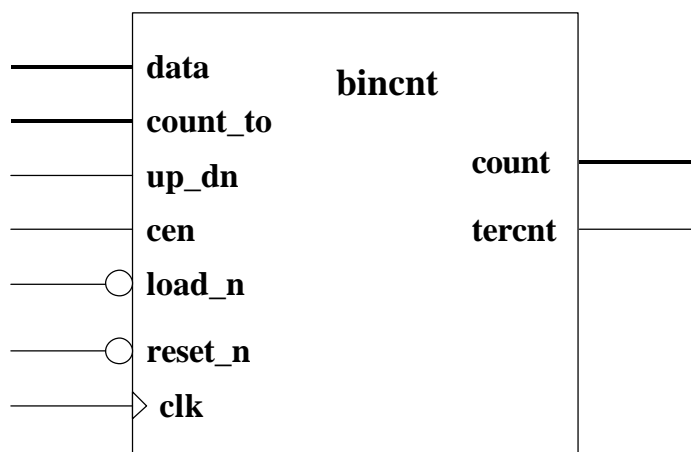 data
bincnt
count_to
up_dn
count
cen
tercnt
load_n
reset_n
clk